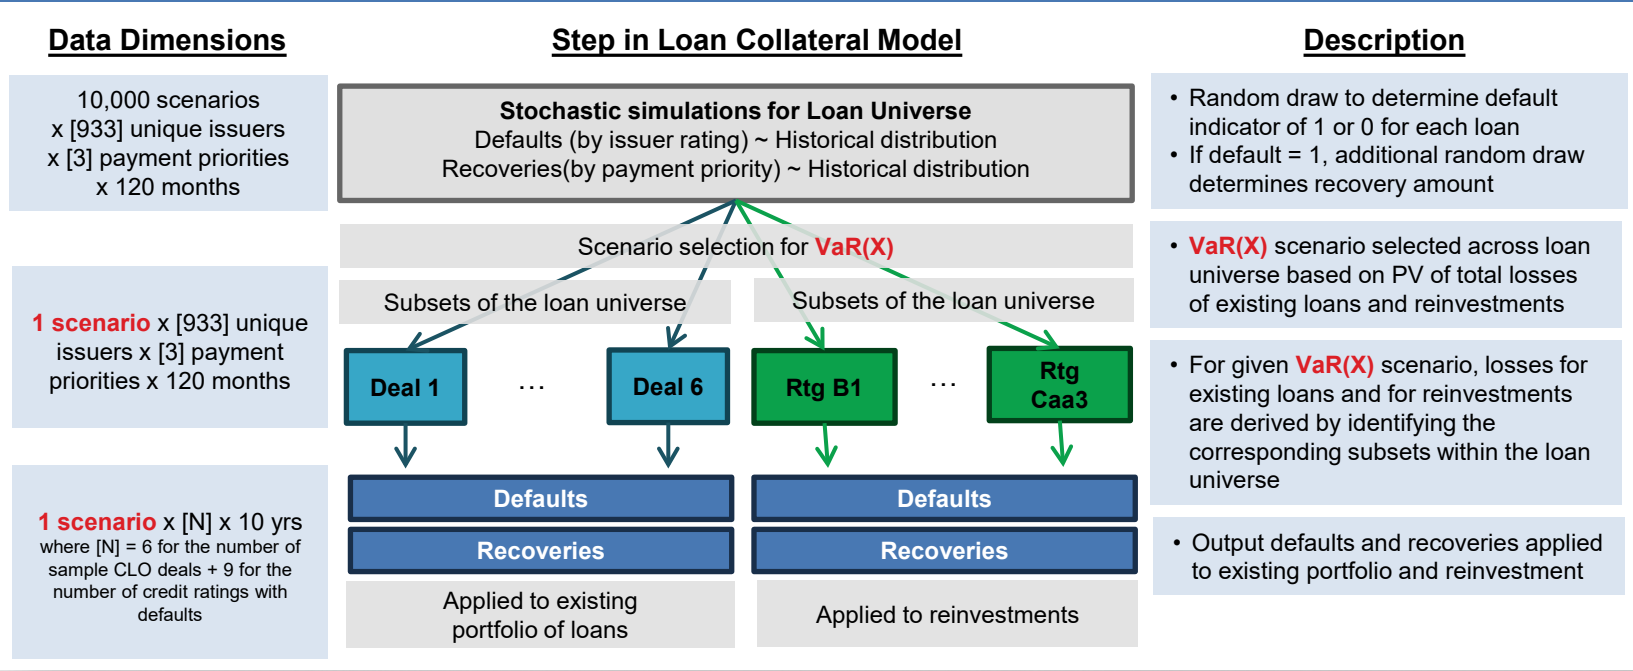 Data Dimensions
Step in Loan Collateral Model
Description
10,000 scenarios
x [933] unique issuers
x [3] payment priorities
x 120 months
Stochastic simulations for Loan Universe
Defaults (by issuer rating) ~ Historical distribution
Recoveries(by payment priority) ~ Historical distribution
• Random draw to determine default
indicator of 1 or 0 for each loan
• If default = 1, additional random draw
determines recovery amount
Scenario selection for VaR(X)
• VaR(X) scenario selected across loan
universe based on PV of total losses
of existing loans and reinvestments
1 scenario x [933] unique
issuers x [3] payment
priorities x 120 months
Subsets of the loan universe
Subsets of the loan universe
Deal 1
...
Deal 6
Rtg B1
...
Rtg
Caa3
• For given VaR(X) scenario, losses for
existing loans and for reinvestments
are derived by identifying the
corresponding subsets within the loan
universe
1 scenario x [N] x 10 yrs
where [N] = 6 for the number of
sample CLO deals + 9 for the
number of credit ratings with
defaults
Defaults
Defaults
Recoveries
Recoveries
Applied to existing
portfolio of loans
Applied to reinvestments
• Output defaults and recoveries applied
to existing portfolio and reinvestment